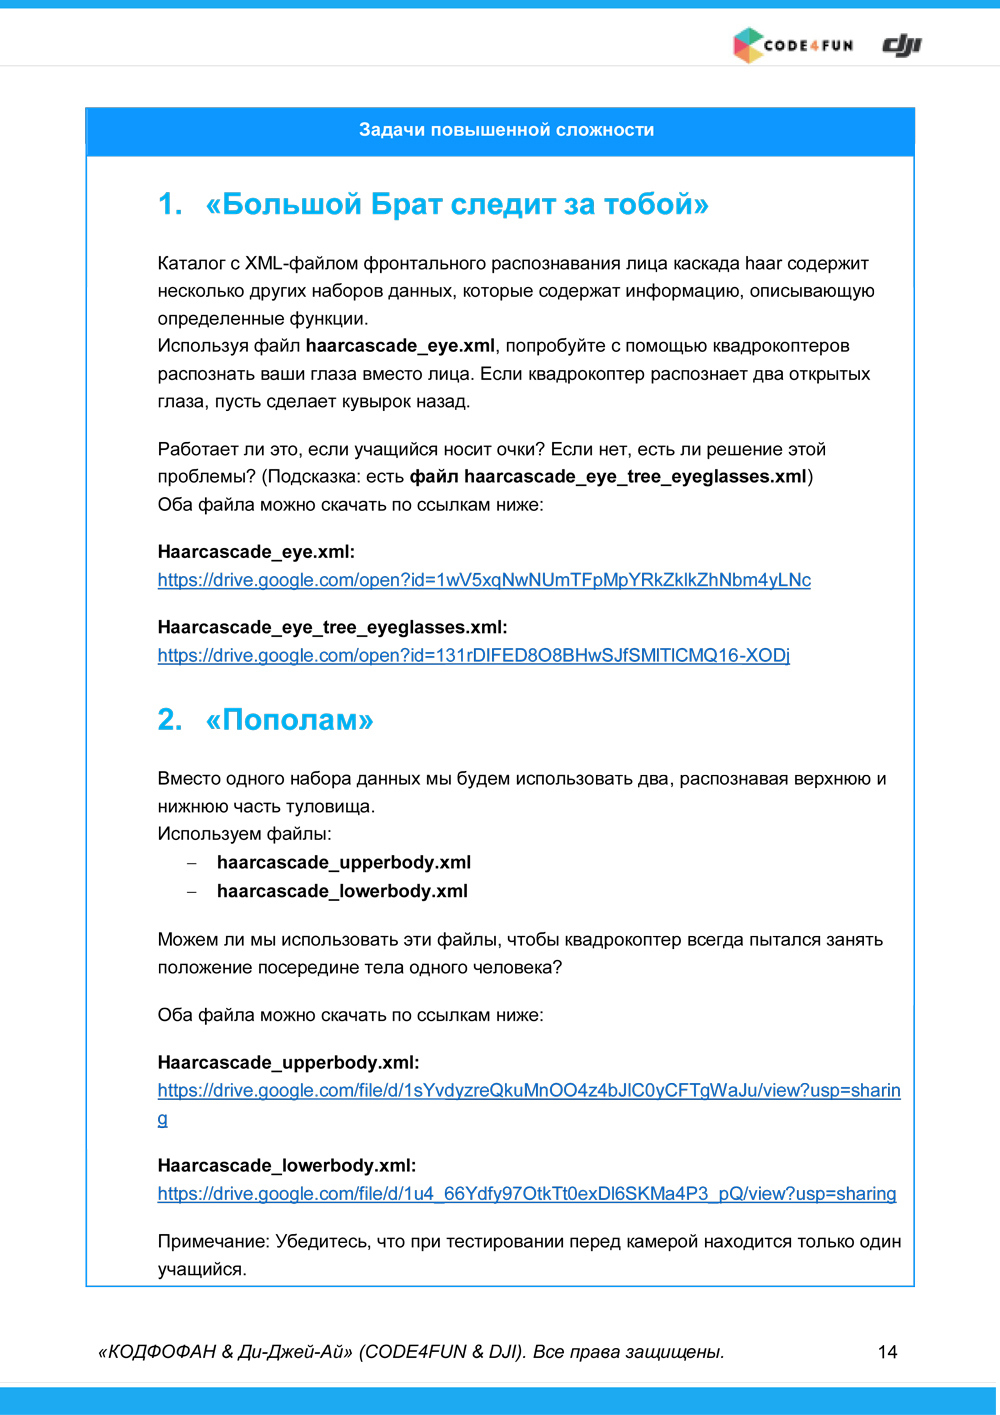 CODE4FUN dji
Задачи повышенной сложности
1. «Большой Брат следит за тобой»
Каталог с XML-файлом фронтального распознавания лица каскада haar содержит
несколько других наборов данных, которые содержат информацию, описывающую
определенные функции.
Используя файл haarcascade_eye.xml, попробуйте с помощью квадрокоптеров
распознать ваши глаза вместо лица. Если квадрокоптер распознает два открытых
глаза, пусть сделает кувырок назад.
Работает ли это, если учащийся носит очки? Если нет, есть ли решение этой
проблемы? (Подсказка: есть файл haarcascade_eye_tree_eyeglasses.xml)
Оба файла можно скачать по ссылкам ниже:
Haarcascade_eye.xml:
https://drive.google.com/open?id=1wV5xqNwNUmTFpMpYRkZklkZhNbm4yLNc
Haarcascade_eye_tree_eyeglasses.xml:
https://drive.google.com/open?id=131rDIFED8O8BHwSJfSMlTlCMQ16-XODj
2. «Пополам»
Вместо одного набора данных мы будем использовать два, распознавая верхнюю и
нижнюю часть туловища.
Используем файлы:
– haarcascade_upperbody.xml
– haarcascade_lowerbody.xml
Можем ли мы использовать эти файлы, чтобы квадрокоптер всегда пытался занять
положение посередине тела одного человека?
Оба файла можно скачать по ссылкам ниже:
Haarcascade_upperbody.xml:
https://drive.google.com/file/d/1sYvdyzreQkuMnOO4z4bJlC0yCFTgWaJu/view?usp=sharin
g
Haarcascade_lowerbody.xml:
https://drive.google.com/file/d/1u4_66Ydfy97OtkTt0exDl6SKMa4P3_pQ/view?usp=sharing
Примечание: Убедитесь, что при тестировании перед камерой находится только один
учащийся.
«КОДФОФАН & Ди-Джей-Ай» (CODE4FUN & DJI). Все права защищены. 14